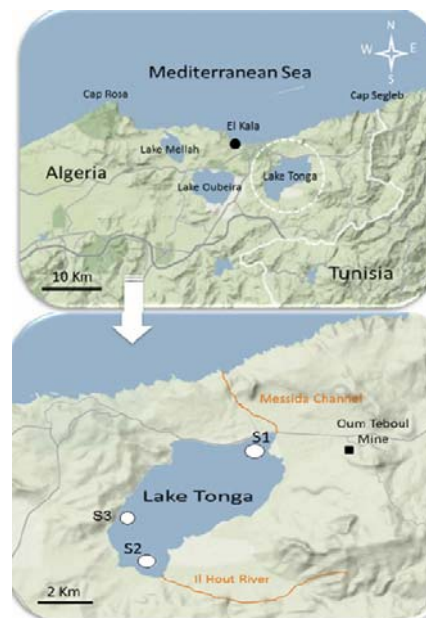 N
W E
S
Mediterranean Sea
Cap Rosa
Cap Segleb
El Kala
Lake Mellah
Algeria
Lake Oubeira
Lake Tonga
10 Km
Tunisia
Messida Channel
S1
Oum Teboul
Mine
Lake Tonga
S3
S2
Il Hout River
2 Km